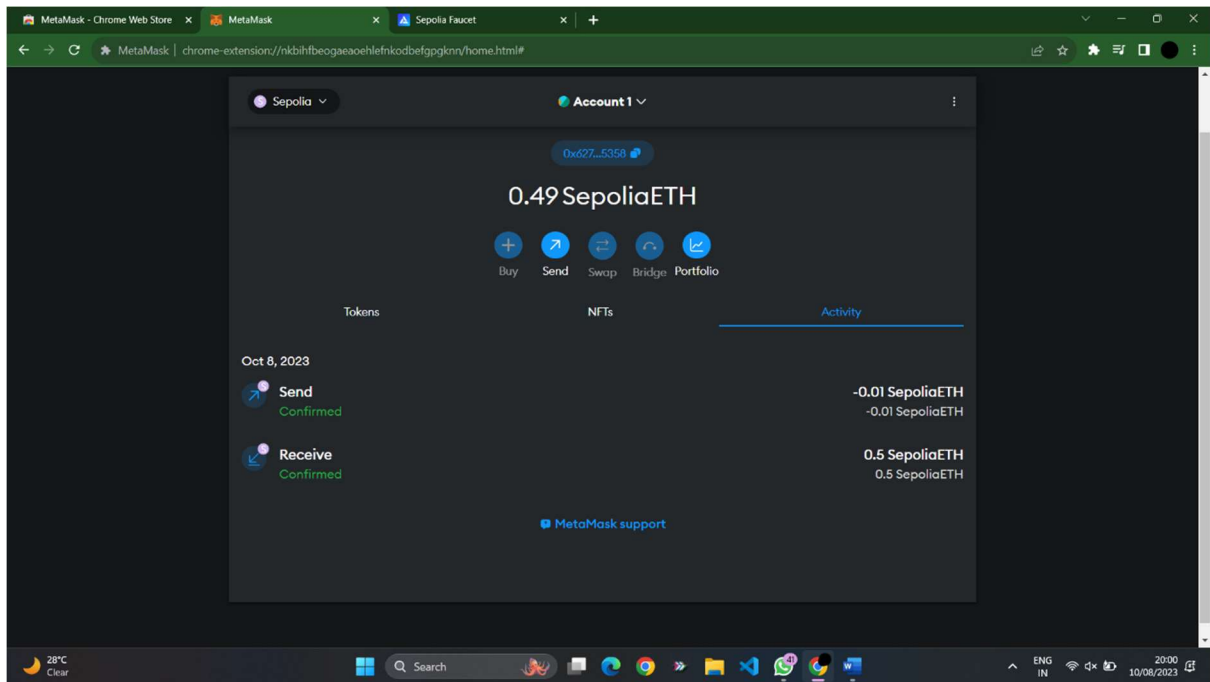 MetaMask - Chrome Web Store
MetaMask
Sepolia Faucet
MetaMask | chrome-extension://nkbihfbeogaeaoehlefnkodbefgpgknn/home.html#
S Sepolia
Account 1
0x627...5358
0.49 SepoliaETH
Buy Send Swap Bridge Portfolio
Tokens NFTs Activity
Oct 8, 2023
S
Send
-0.01 SepoliaETH
Confirmed
-0.01 SepoliaETH
S
Receive
0.5 SepoliaETH
Confirmed
0.5 SepoliaETH
MetaMask support
28°C
Clear
Search
41
ENG
IN
20:00
10/08/2023